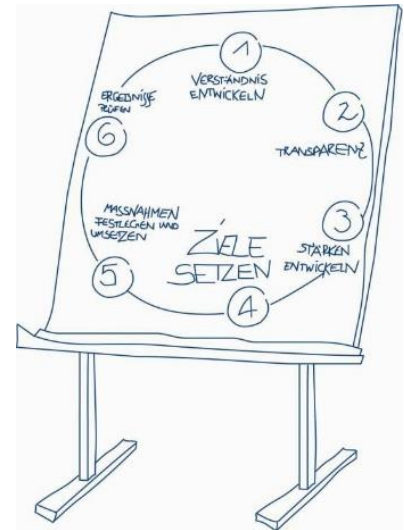 1
VERSTÄNDNIS
ENTWICKELN
2
TRANSPARENZ
3
STÄRKEN
ENTWICKELN
4
ZIELE
SETZEN
5
MASSNAHMEN
FESTLEGEN UND
UMSETZEN
6
ERGEBNISSE
PRÜFEN